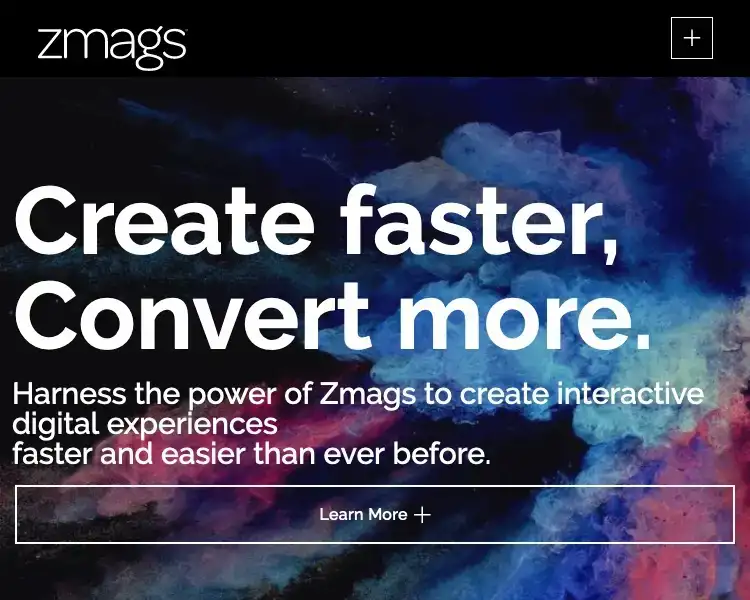 zmags
Create faster,
Convert more.
Harness the power of Zmags to create interactive
digital experiences
faster and easier than ever before.
Learn More